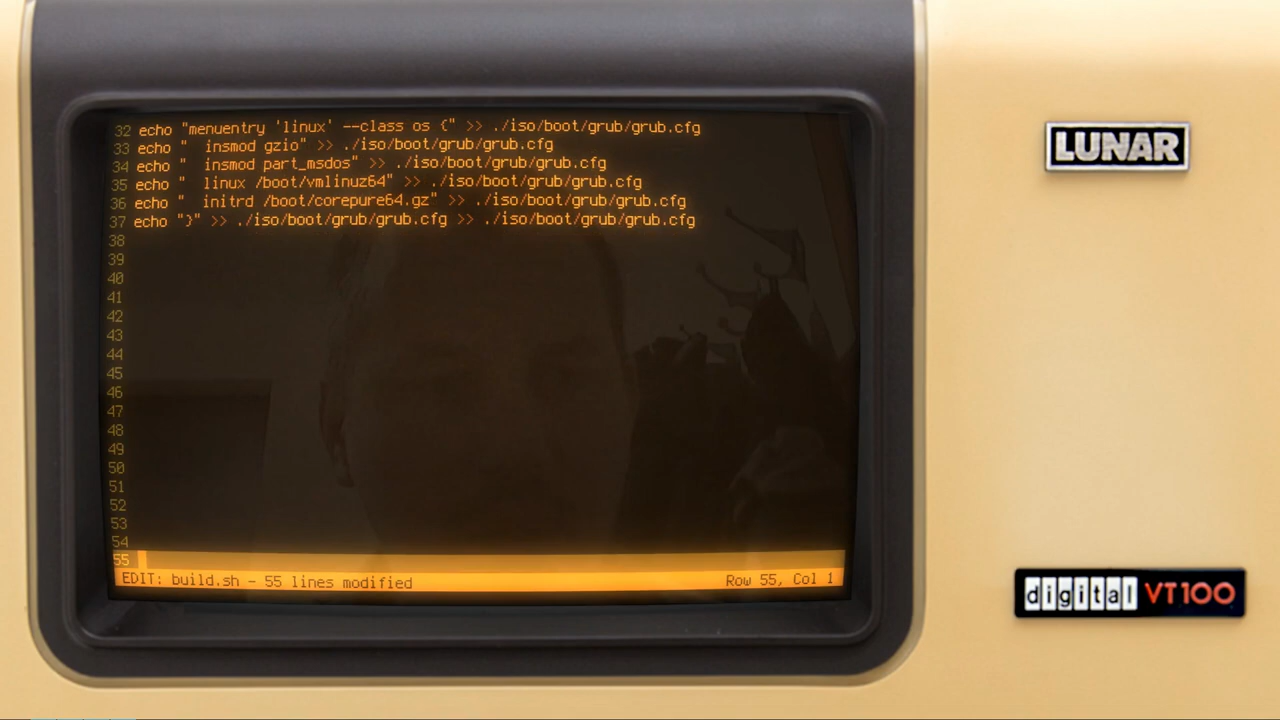 32 echo "menuentry 'linux' --class os {" >> ./iso/boot/grub/grub.cfg
33 echo "  insmod gzio" >> ./iso/boot/grub/grub.cfg
34 echo "  insmod part_msdos" >> ./iso/boot/grub/grub.cfg
35 echo "  linux /boot/vmlinuz64" >> ./iso/boot/grub/grub.cfg
36 echo "  initrd /boot/corepure64.gz" >> ./iso/boot/grub/grub.cfg
37 echo "}" >> ./iso/boot/grub/grub.cfg >> ./iso/boot/grub/grub.cfg
38
39
40
41
42
43
44
45
46
47
48
49
50
51
52
53
54
55
EDIT: build.sh - 55 lines modified Row 55, Col 1
LUNAR
digital VT100